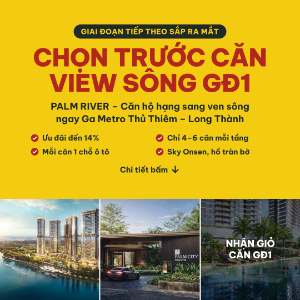 GIAI ĐOẠN TIẾP THEO SẮP RA MẮT
CHỌN TRƯỚC CĂN
VIEW SÔNG GĐ1
PALM RIVER – Căn hộ hạng sang ven sông
ngay Ga Metro Thủ Thiêm – Long Thành
Ưu đãi đến 14%
Chỉ 4–6 căn mỗi tầng
Mỗi căn 1 chỗ ô tô
Sky Onsen, hồ tràn bờ
Chi tiết bấm ↓
PALM CITY
NHẬN GIỎ
CĂN GĐ1